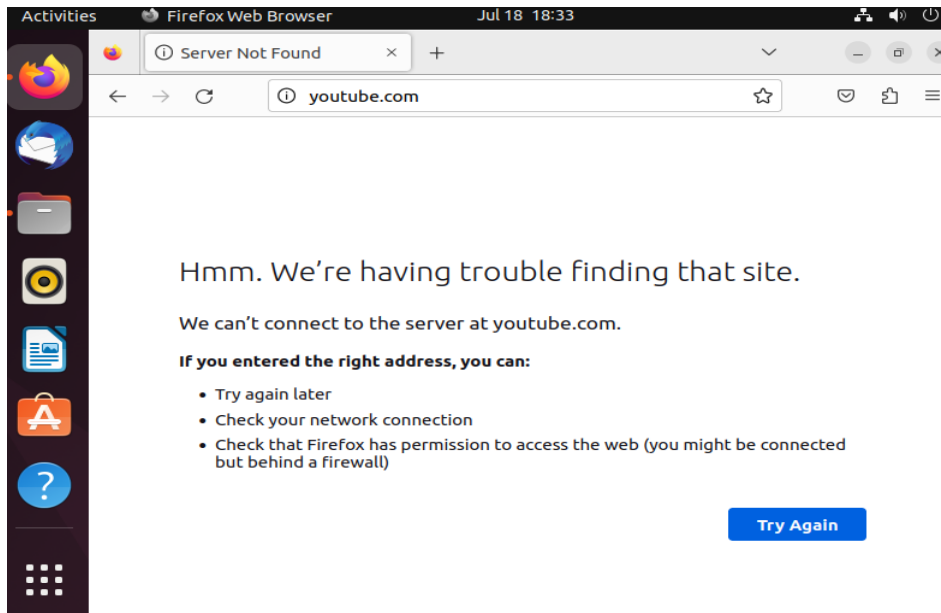 Activities Firefox Web Browser Jul 18 18:33
Server Not Found
youtube.com
Hmm. We're having trouble finding that site.
We can't connect to the server at youtube.com.
If you entered the right address, you can:
• Try again later
• Check your network connection
• Check that Firefox has permission to access the web (you might be connected
but behind a firewall)
Try Again